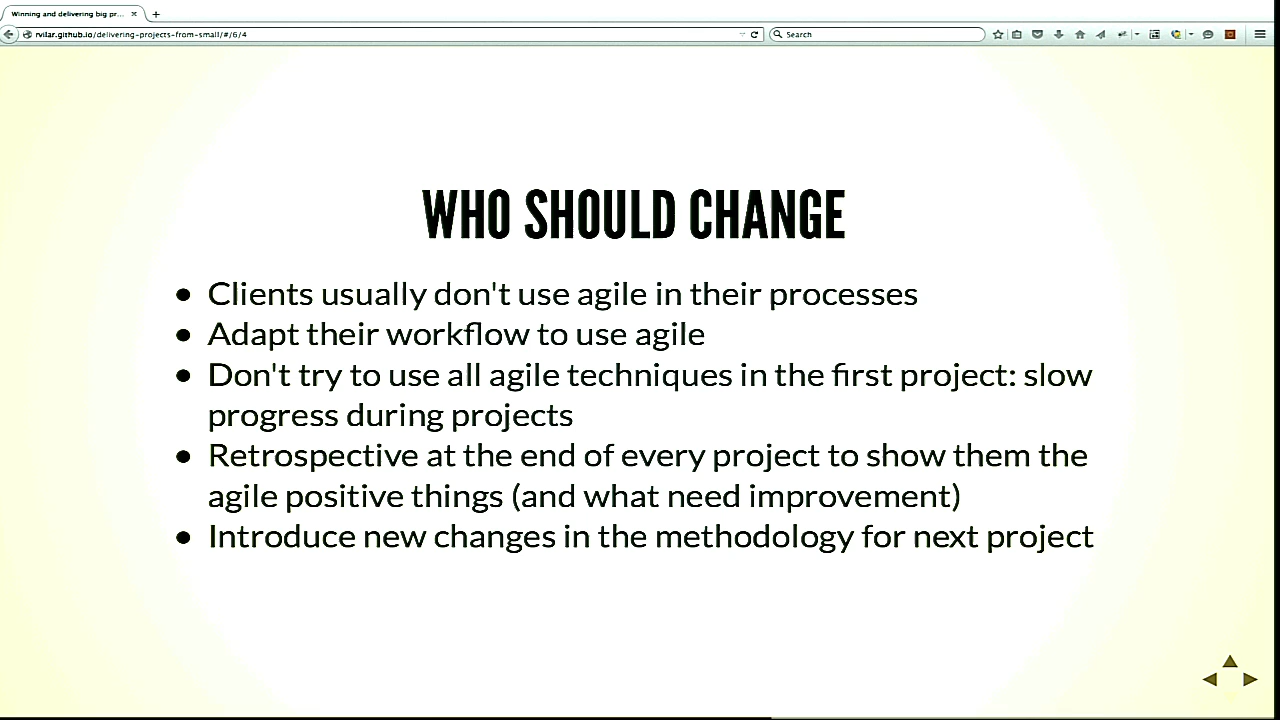 Winning and delivering big pr...
rvilar.github.io/delivering-projects-from-small/#/6/4
Search
WHO SHOULD CHANGE
Clients usually don't use agile in their processes
Adapt their workflow to use agile
Don't try to use all agile techniques in the first project: slow
progress during projects
Retrospective at the end of every project to show them the
agile positive things (and what need improvement)
Introduce new changes in the methodology for next project